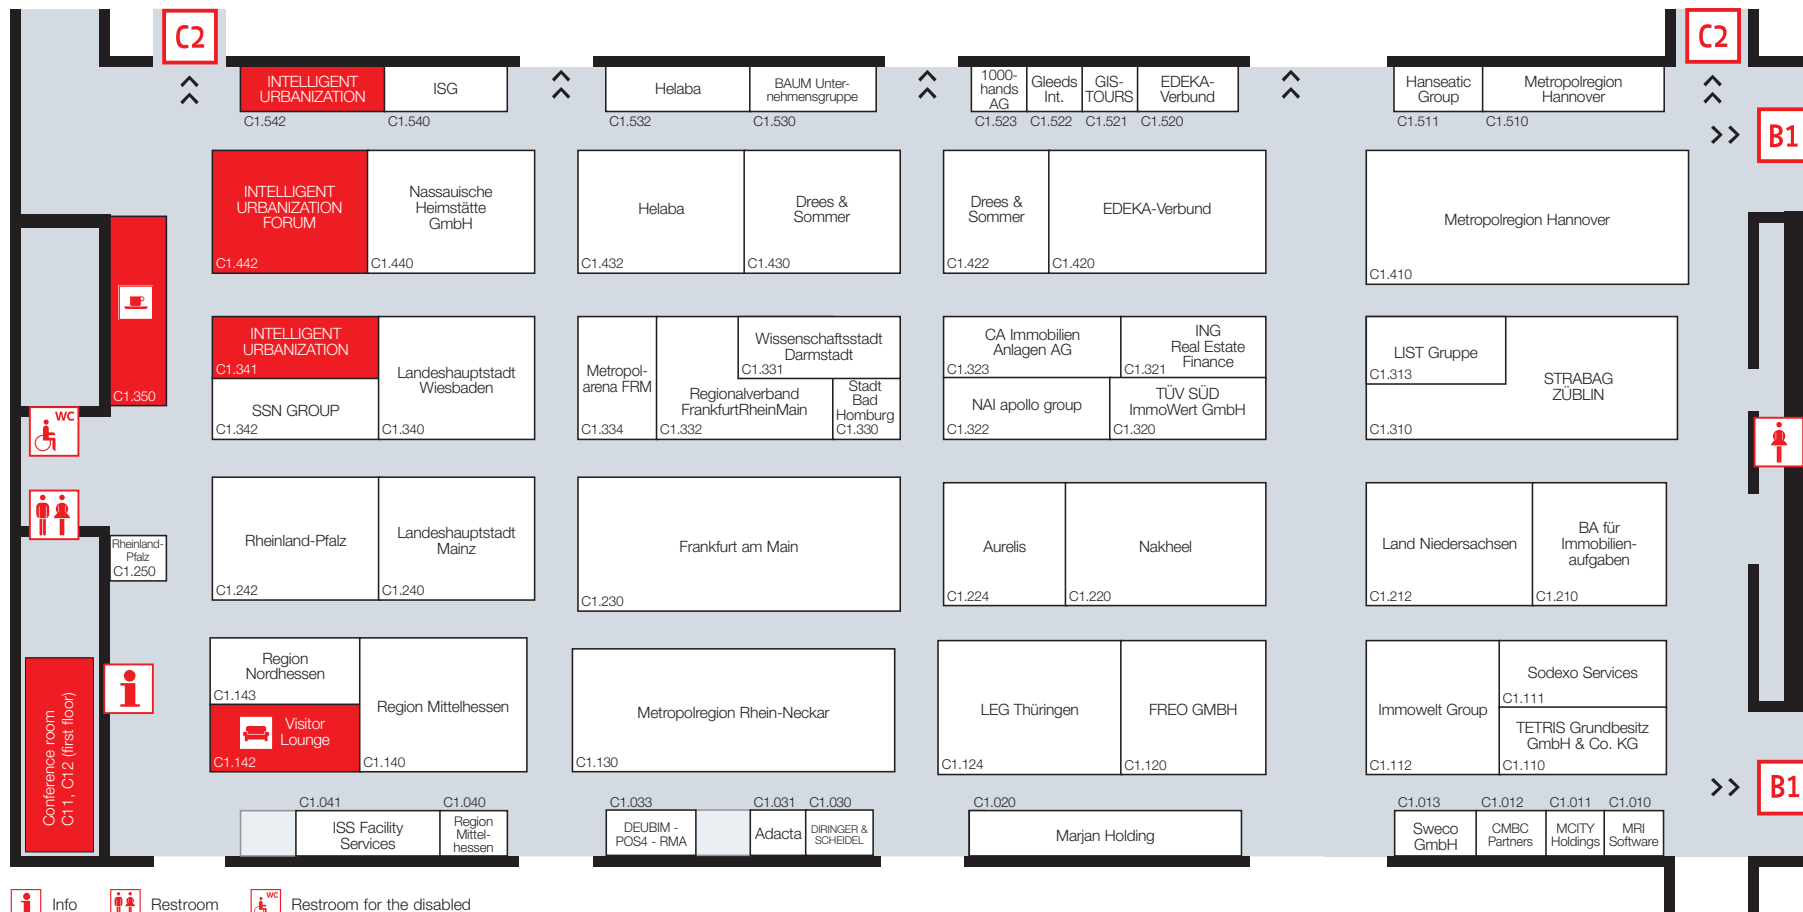 C2
C2
INTELLIGENT
URBANIZATION
C1.542
ISG
C1.540
Helaba
C1.532
BAUM Unter-
nehmensgruppe
C1.530
1000-
hands
AG
C1.523
Gleeds
Int.
C1.522
GIS-
TOURS
C1.521
EDEKA-
Verbund
C1.520
Hanseatic
Group
C1.511
Metropolregion
Hannover
C1.510
B1
INTELLIGENT
URBANIZATION
FORUM
C1.442
Nassauische
Heimstätte
GmbH
C1.440
Helaba
C1.432
Drees &
Sommer
C1.430
Drees &
Sommer
C1.422
EDEKA-Verbund
C1.420
Metropolregion Hannover
C1.410
C1.350
INTELLIGENT
URBANIZATION
C1.341
SSN GROUP
C1.342
Landeshauptstadt
Wiesbaden
C1.340
Metropol-
arena FRM
C1.334
Wissenschaftsstadt
Darmstadt
C1.331
Regionalverband
FrankfurtRheinMain
C1.332
Stadt
Bad
Homburg
C1.330
CA Immobilien
Anlagen AG
C1.323
ING
Real Estate
Finance
C1.321
NAI apollo group
C1.322
TÜV SÜD
ImmoWert GmbH
C1.320
LIST Gruppe
C1.313
STRABAG
ZÜBLIN
C1.310
WC
Rheinland-
Pfalz
C1.250
Rheinland-Pfalz
C1.242
Landeshauptstadt
Mainz
C1.240
Frankfurt am Main
C1.230
Aurelis
C1.224
Nakheel
C1.220
Land Niedersachsen
C1.212
BA für
Immobilien-
aufgaben
C1.210
Conference room
C11, C12 (first floor)
Region
Nordhessen
C1.143
Visitor
Lounge
C1.142
Region Mittelhessen
C1.140
Metropolregion Rhein-Neckar
C1.130
LEG Thüringen
C1.124
FREO GMBH
C1.120
Immowelt Group
C1.112
Sodexo Services
C1.111
TETRIS Grundbesitz
GmbH & Co. KG
C1.110
B1
C1.041
ISS Facility
Services
C1.040
Region
Mittel-
hessen
C1.033
DEUBIM -
POS4 - RMA
C1.031
Adacta
C1.030
DIRINGER &
SCHEIDEL
C1.020
Marjan Holding
C1.013
Sweco
GmbH
C1.012
CMBC
Partners
C1.011
MCITY
Holdings
C1.010
MRI
Software
Info
Restroom
WC
Restroom for the disabled